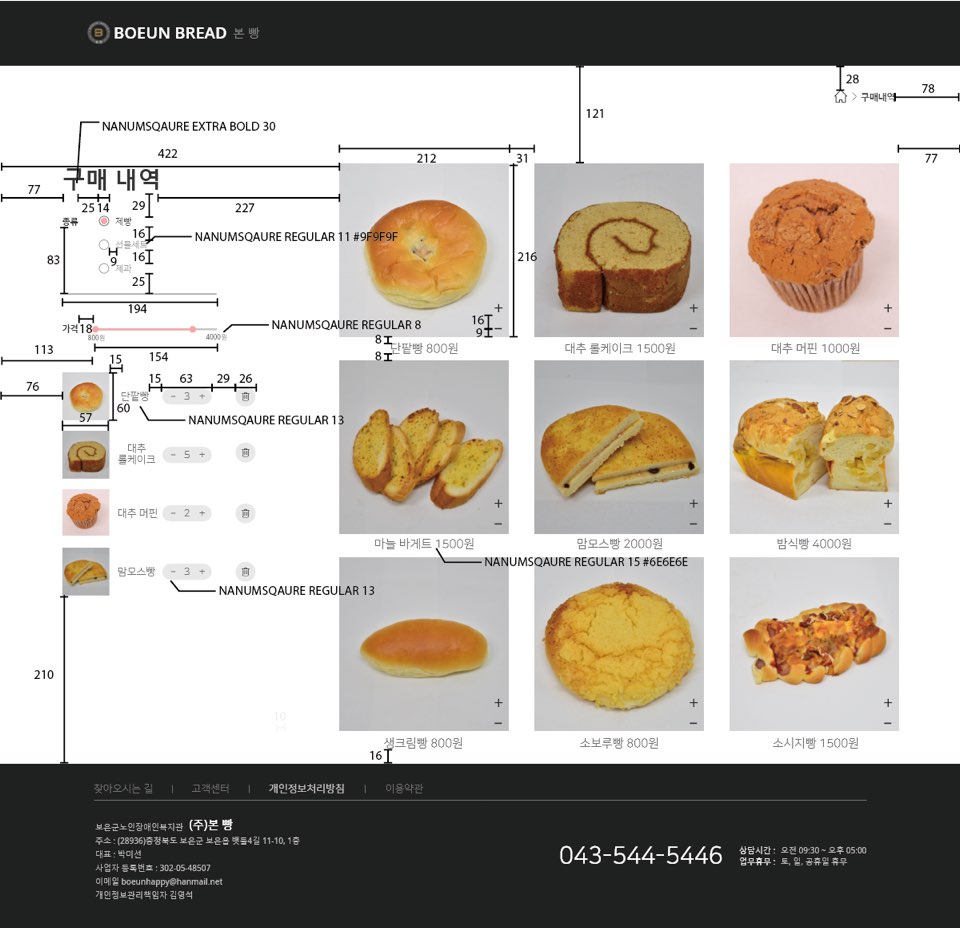 BOEUN BREAD 본 빵
28
구매내역
78
121
NANUMSQAURE EXTRA BOLD 30
422
212
31
77
구매 내역
77
25 14
29
227
종류
제빵
16
선물세트
NANUMSQAURE REGULAR 11 #9F9F9F
83
9
16
제과
25
216
194
가격
18
800원
4000원
NANUMSQAURE REGULAR 8
16
9
+
−
+
−
+
−
8
8
단팥빵 800원
대추 롤케이크 1500원
대추 머핀 1000원
113
154
15
76
15
63
29
26
단팥빵
− 3 +
60
57
NANUMSQAURE REGULAR 13
대추
롤케이크
− 5 +
대추 머핀
− 2 +
+
−
+
−
+
−
마늘 바게트 1500원
맘모스빵 2000원
밤식빵 4000원
NANUMSQAURE REGULAR 15 #6E6E6E
맘모스빵
− 3 +
NANUMSQAURE REGULAR 13
210
+
−
+
−
+
−
생크림빵 800원
소보루빵 800원
소시지빵 1500원
16
찾아오시는 길 | 고객센터 | 개인정보처리방침 | 이용약관
보은군노인장애인복지관 (주)본 빵
주소 : (28936)충청북도 보은군 보은읍 뱃들4길 11-10, 1층
대표 : 박미선
사업자 등록번호 : 302-05-48507
이메일 boeunhappy@hanmail.net
개인정보관리책임자 김영석
043-544-5446
상담시간 : 오전 09:30 ~ 오후 05:00
업무휴무 : 토, 일, 공휴일 휴무